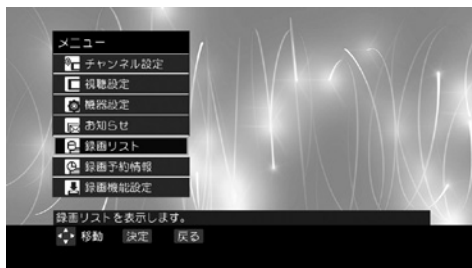 メニュー
チャンネル設定
視聴設定
機器設定
お知らせ
録画リスト
録画予約情報
録画機能設定
録画リストを表示します。
移動 決定 戻る